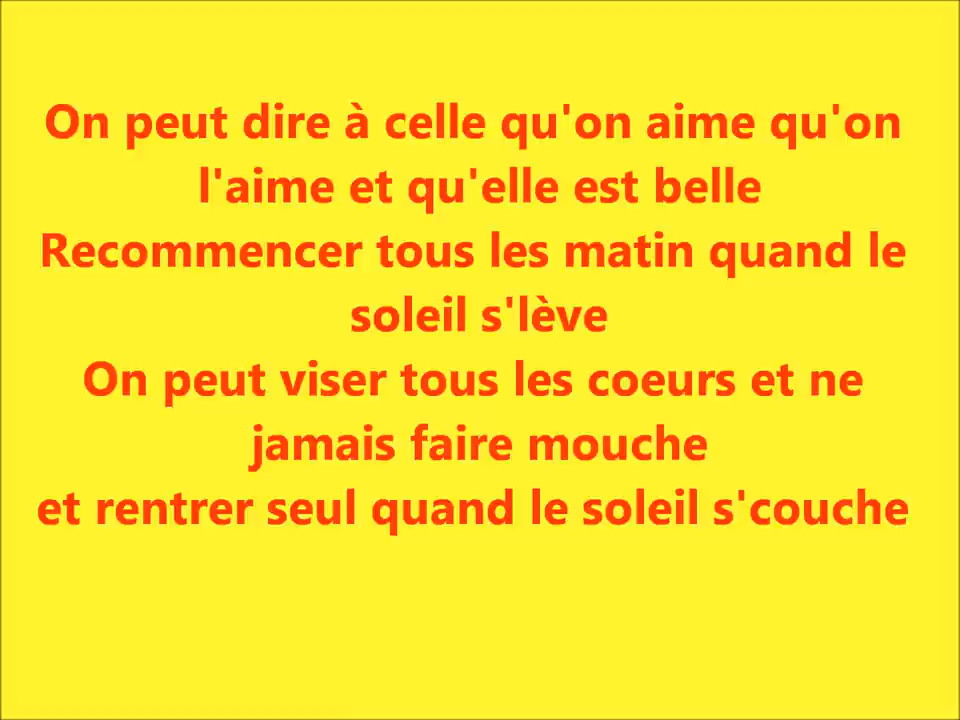 On peut dire à celle qu'on aime qu'on
l'aime et qu'elle est belle
Recommencer tous les matin quand le
soleil s'lève
On peut viser tous les coeurs et ne
jamais faire mouche
et rentrer seul quand le soleil s'couche